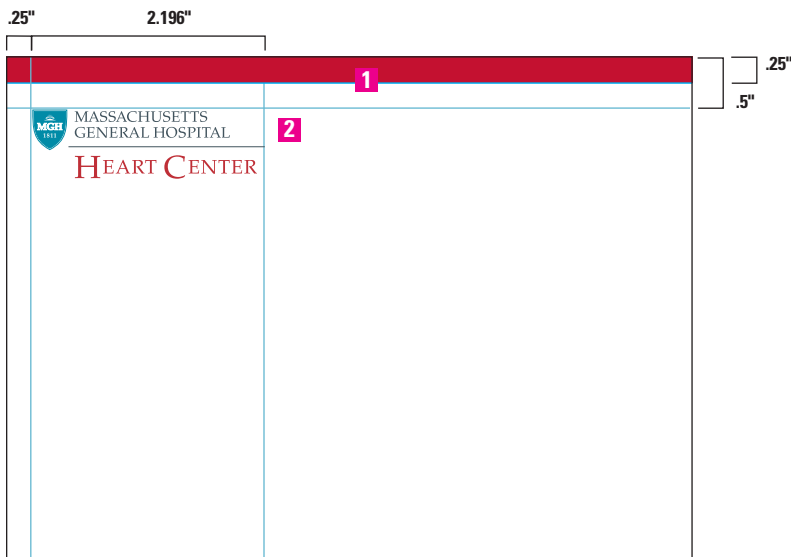 .25" 2.196"
1
.25"
.5"
MGH
1811
MASSACHUSETTS
GENERAL HOSPITAL
2
HEART CENTER